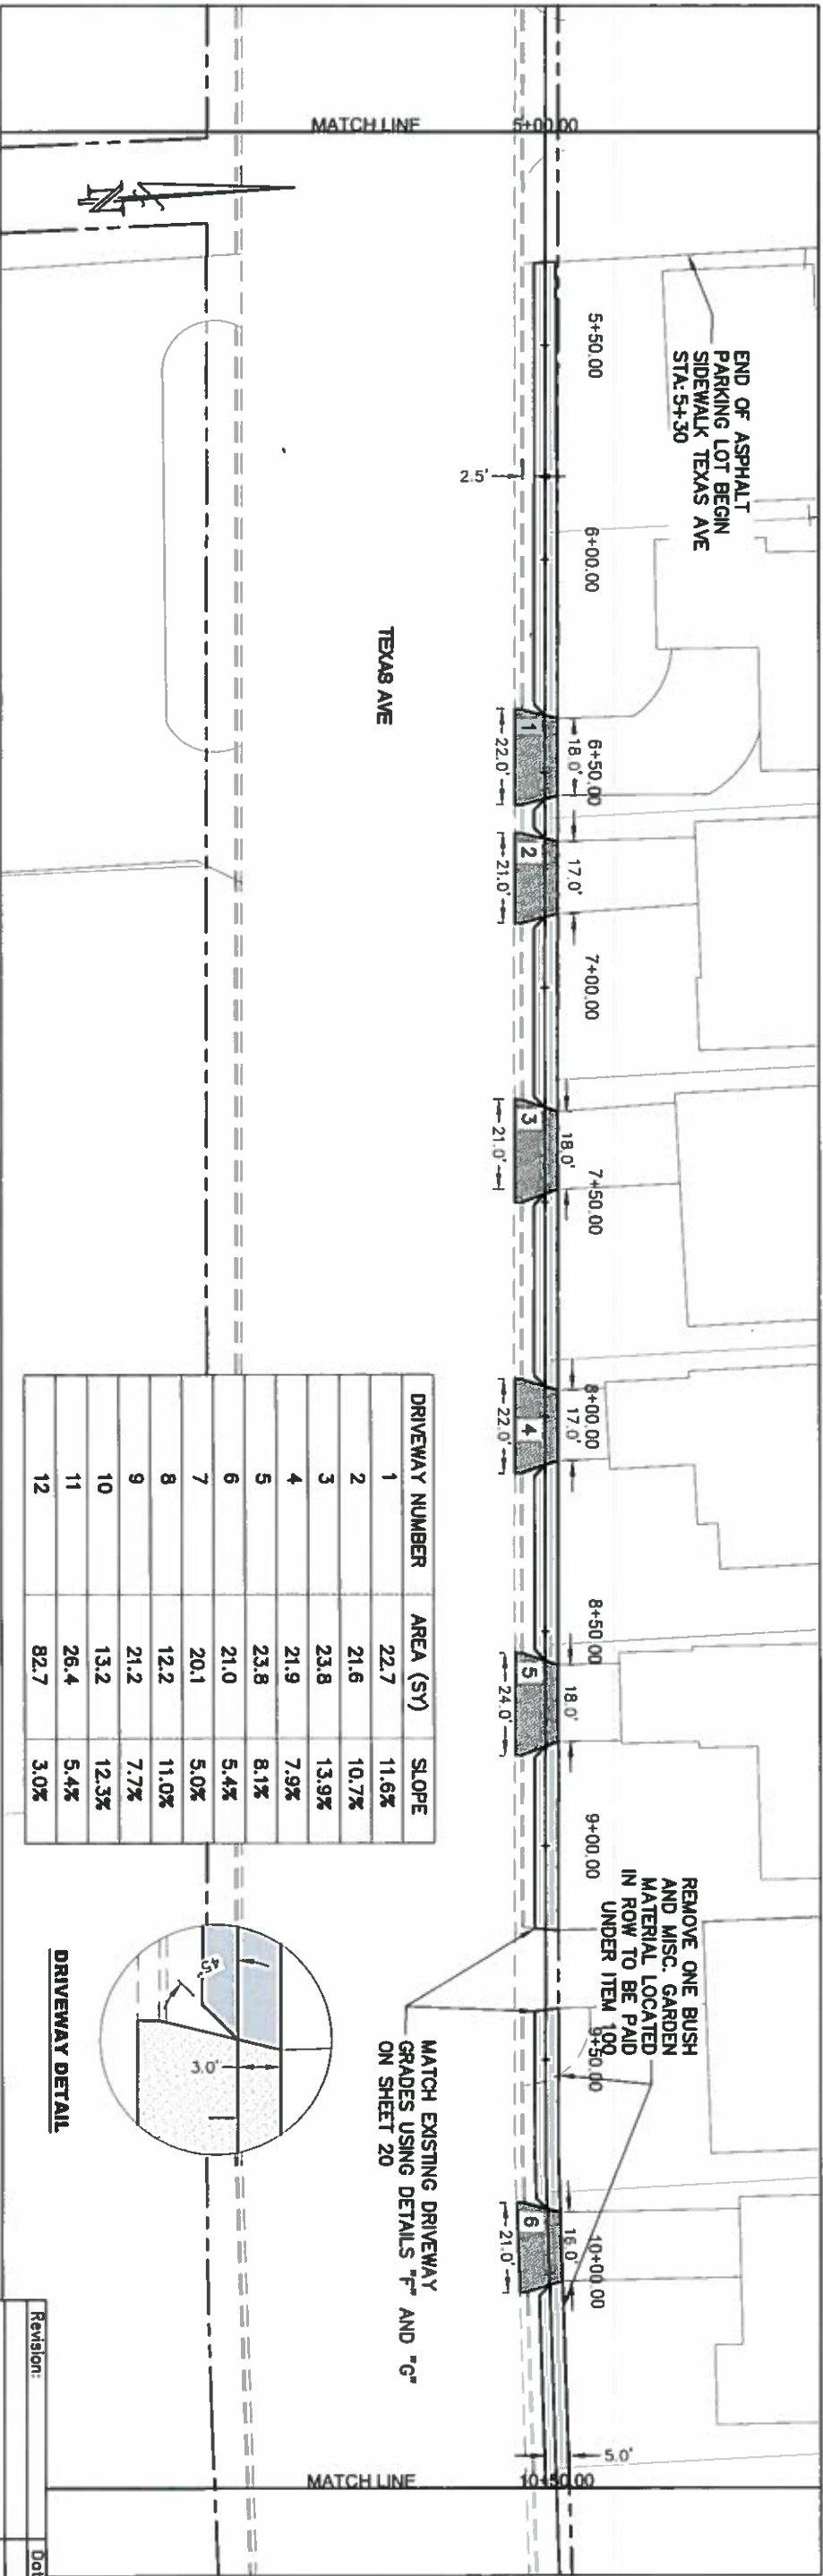 MATCH LINE
5+00.00
END OF ASPHALT
PARKING LOT BEGIN
SIDEWALK TEXAS AVE
STA: 5+30
5+50.00
2.5'
6+00.00
TEXAS AVE
6+50.00
18.0'
1
22.0'
17.0'
2
21.0'
7+00.00
18.0'
3
21.0'
7+50.00
8+00.00
17.0'
4
22.0'
8+50.00
18.0'
5
24.0'
9+00.00
REMOVE ONE BUSH
AND MISC. GARDEN
MATERIAL LOCATED
IN ROW TO BE PAID
UNDER ITEM 100
9+50.00
MATCH EXISTING DRIVEWAY
GRADES USING DETAILS "F" AND "G"
ON SHEET 20
10+00.00
16.0'
6
21.0'
5.0'
MATCH LINE
10+50.00
DRIVEWAY NUMBER AREA (SY) SLOPE
1 22.7 11.6%
2 21.6 10.7%
3 23.8 13.9%
4 21.9 7.9%
5 23.8 8.1%
6 21.0 5.4%
7 20.1 5.0%
8 12.2 11.0%
9 21.2 7.7%
10 13.2 12.3%
11 26.4 5.4%
12 82.7 3.0%
45°
3.0'
DRIVEWAY DETAIL
Revision:
Dat